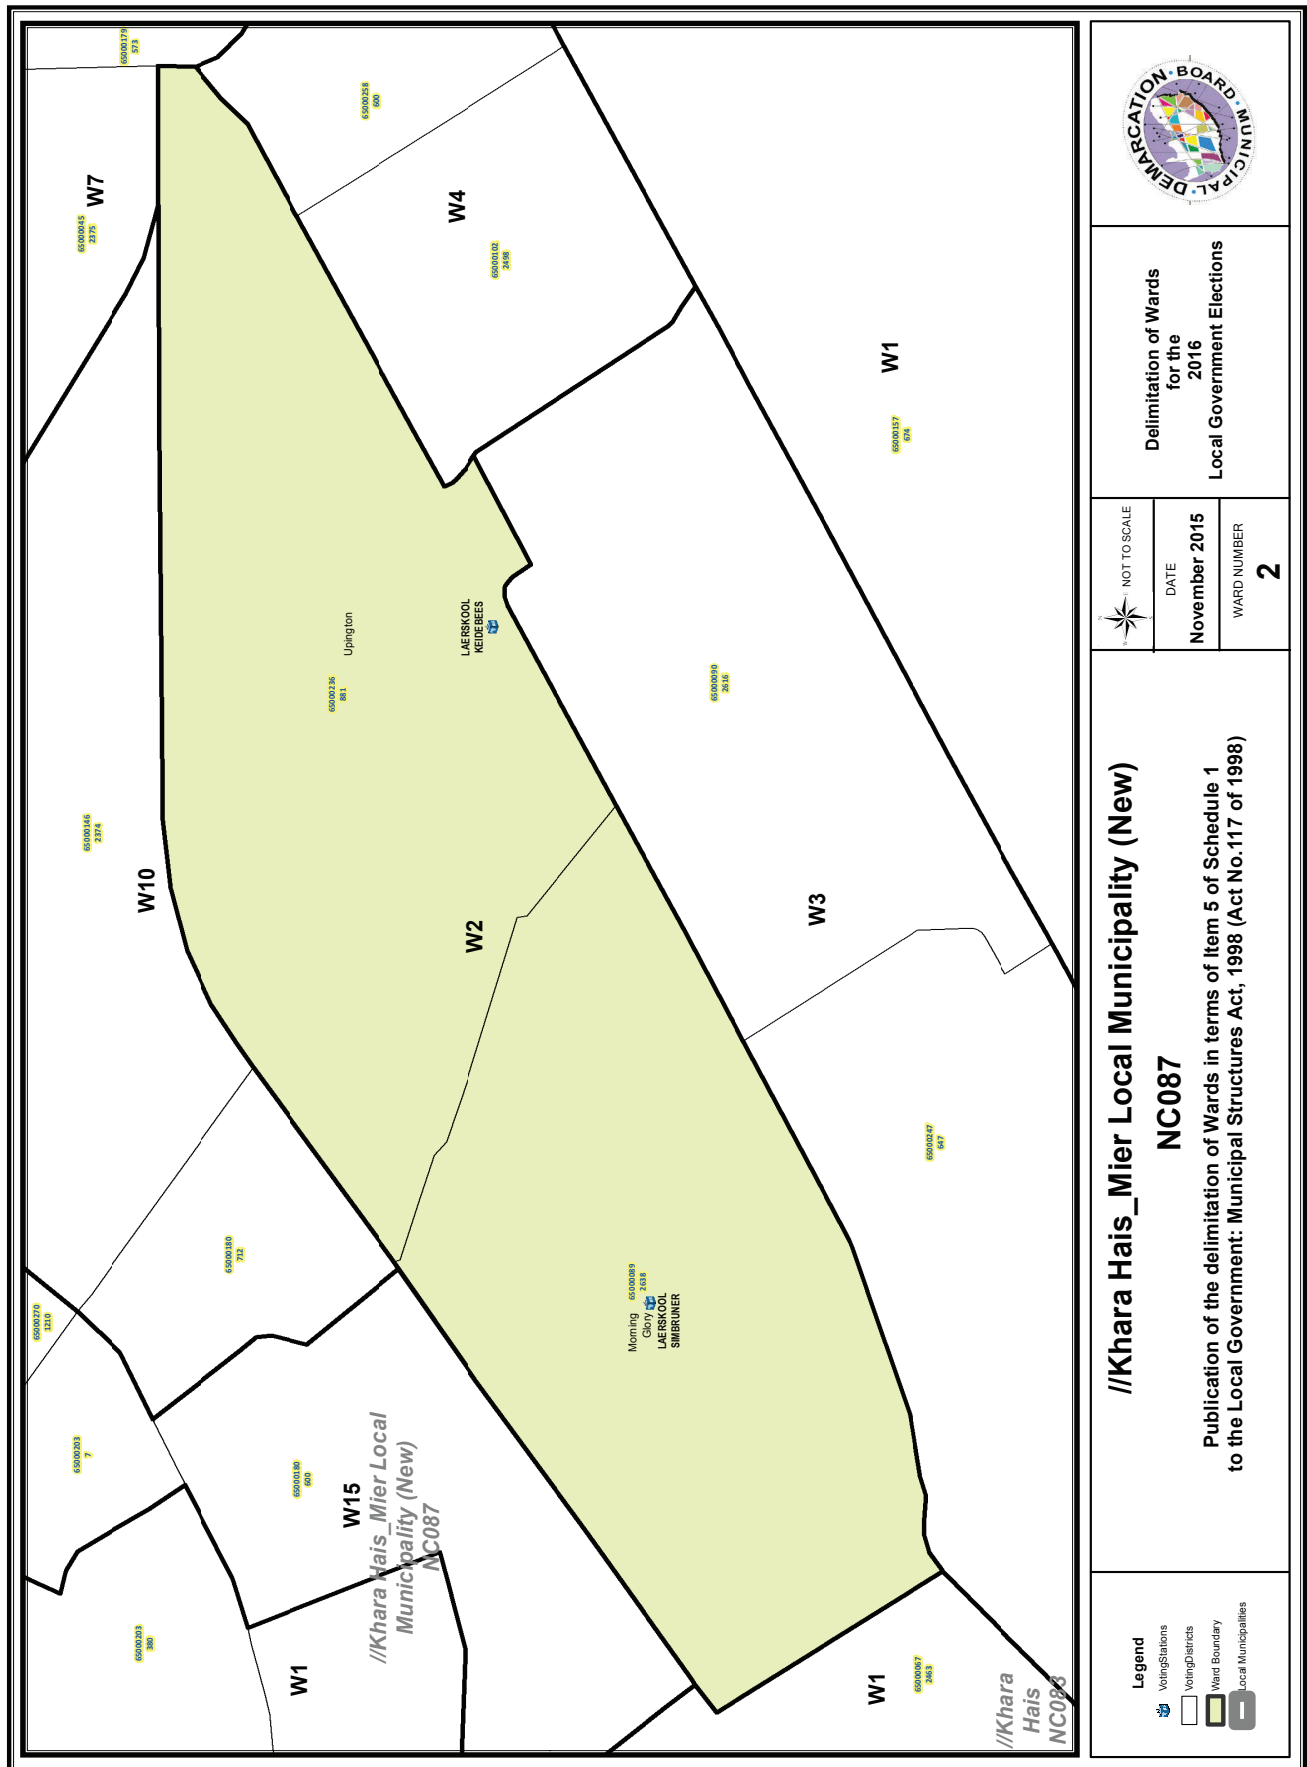 65000203
380
65000203
7
65000270
1210
65000180
712
65000180
600
W15
//Khara Hais_Mier Local
Municipality (New)
NC087
W1
65000146
2374
W10
65000045
2375
W7
65000179
573
65000258
600
W4
65000102
2498
Upington
65000236
881
LAERSKOOL
KEIDEBEES
W2
Morning
Glory
65000089
2638
LAERSKOOL
SIMBRUNER
65000090
2616
W3
65000247
647
W1
65000157
674
W1
65000067
2463
//Khara
Hais
NC083
Legend
VotingStations
VotingDistricts
Ward Boundary
Local Municipalities
//Khara Hais_Mier Local Municipality (New)
NC087
Publication of the delimitation of Wards in terms of Item 5 of Schedule 1
to the Local Government: Municipal Structures Act, 1998 (Act No.117 of 1998)
N
W
E
S
NOT TO SCALE
DATE
November 2015
WARD NUMBER
2
Delimitation of Wards
for the
2016
Local Government Elections
MUNICIPAL • DEMARCATION • BOARD •